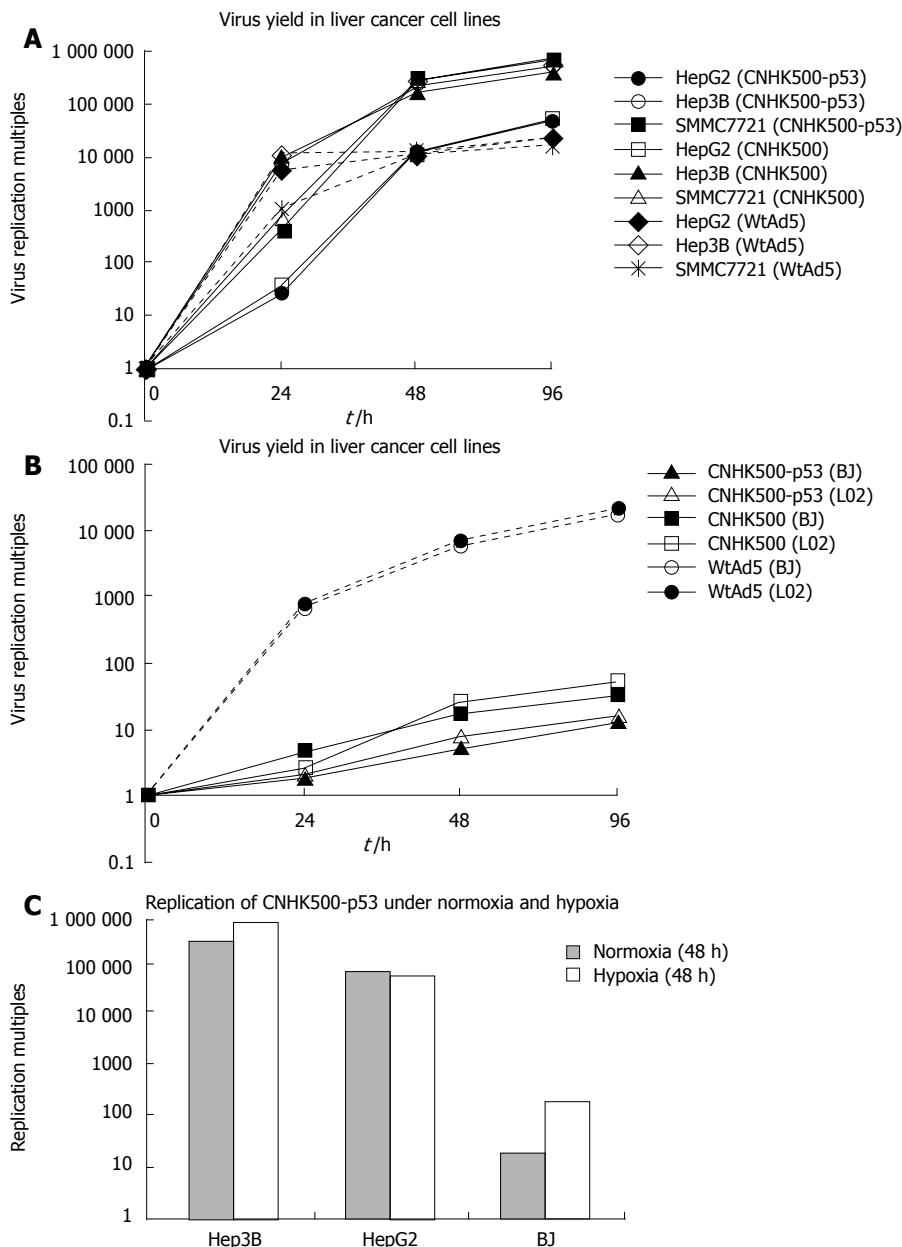 A
Virus yield in liver cancer cell lines
Virus replication multiples
1 000 000
100 000
10 000
1000
100
10
1
0.1
0
24
48
96
t/h
HepG2 (CNHK500-p53)
Hep3B (CNHK500-p53)
SMMC7721 (CNHK500-p53)
HepG2 (CNHK500)
Hep3B (CNHK500)
SMMC7721 (CNHK500)
HepG2 (WtAd5)
Hep3B (WtAd5)
SMMC7721 (WtAd5)
B
Virus yield in liver cancer cell lines
Virus replication multiples
100 000
10 000
1000
100
10
1
0.1
0
24
48
96
t/h
CNHK500-p53 (BJ)
CNHK500-p53 (L02)
CNHK500 (BJ)
CNHK500 (L02)
WtAd5 (BJ)
WtAd5 (L02)
C
Replication of CNHK500-p53 under normoxia and hypoxia
Replication multiples
1 000 000
100 000
10 000
1000
100
10
1
Normoxia (48 h)
Hypoxia (48 h)
Hep3B
HepG2
BJ